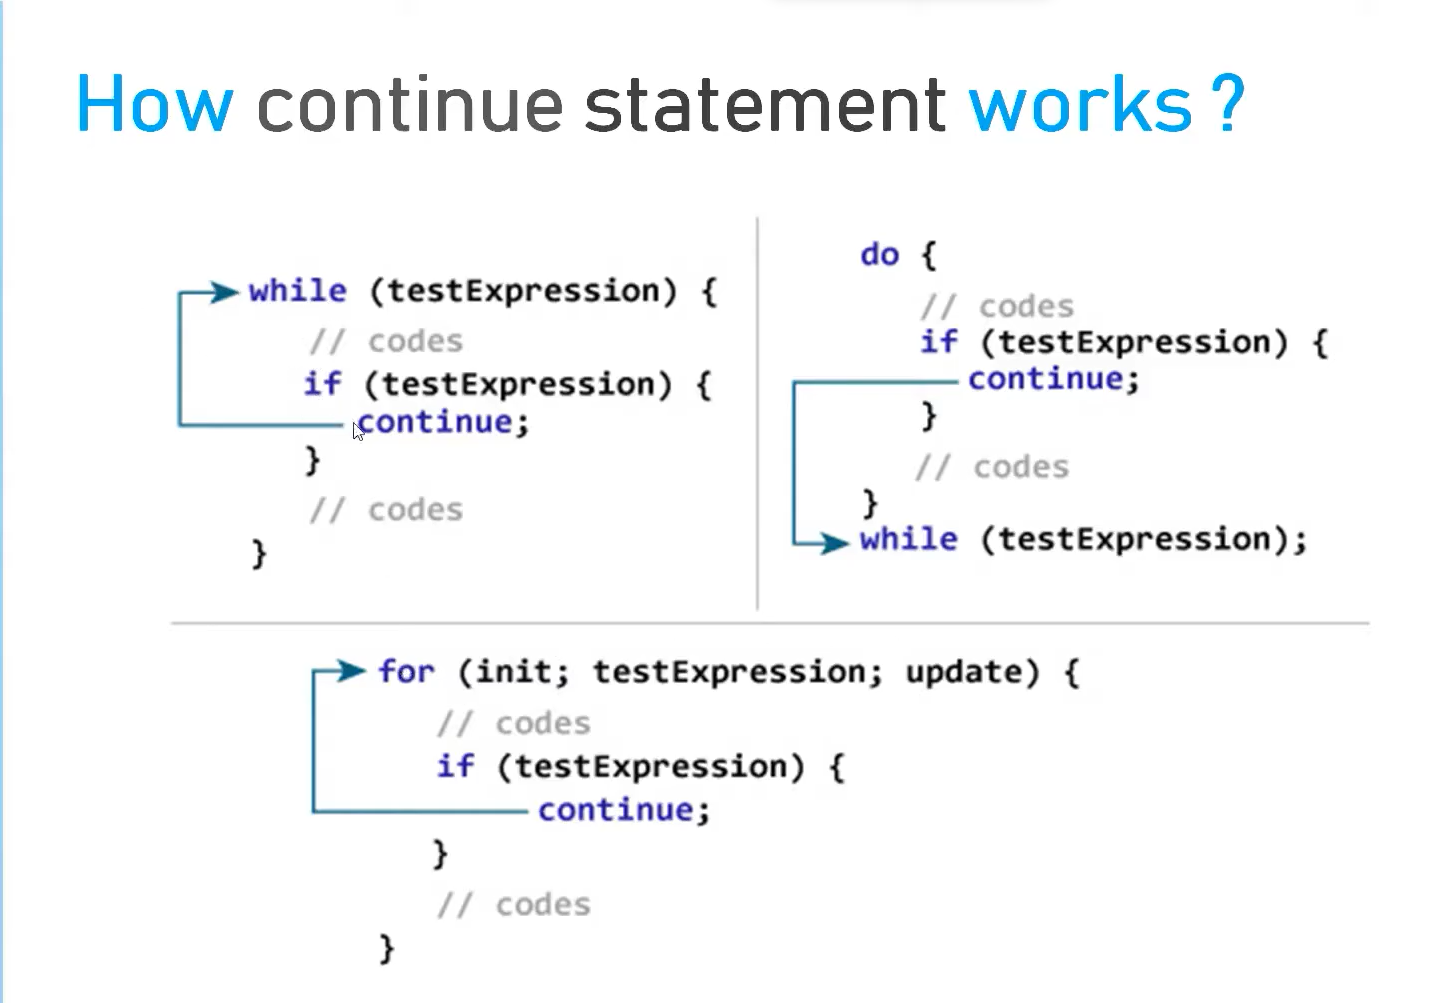 How continue statement works ?
while (testExpression) {
// codes
if (testExpression) {
continue;
}
// codes
}
do {
// codes
if (testExpression) {
continue;
}
// codes
}
while (testExpression);
for (init; testExpression; update) {
// codes
if (testExpression) {
continue;
}
// codes
}